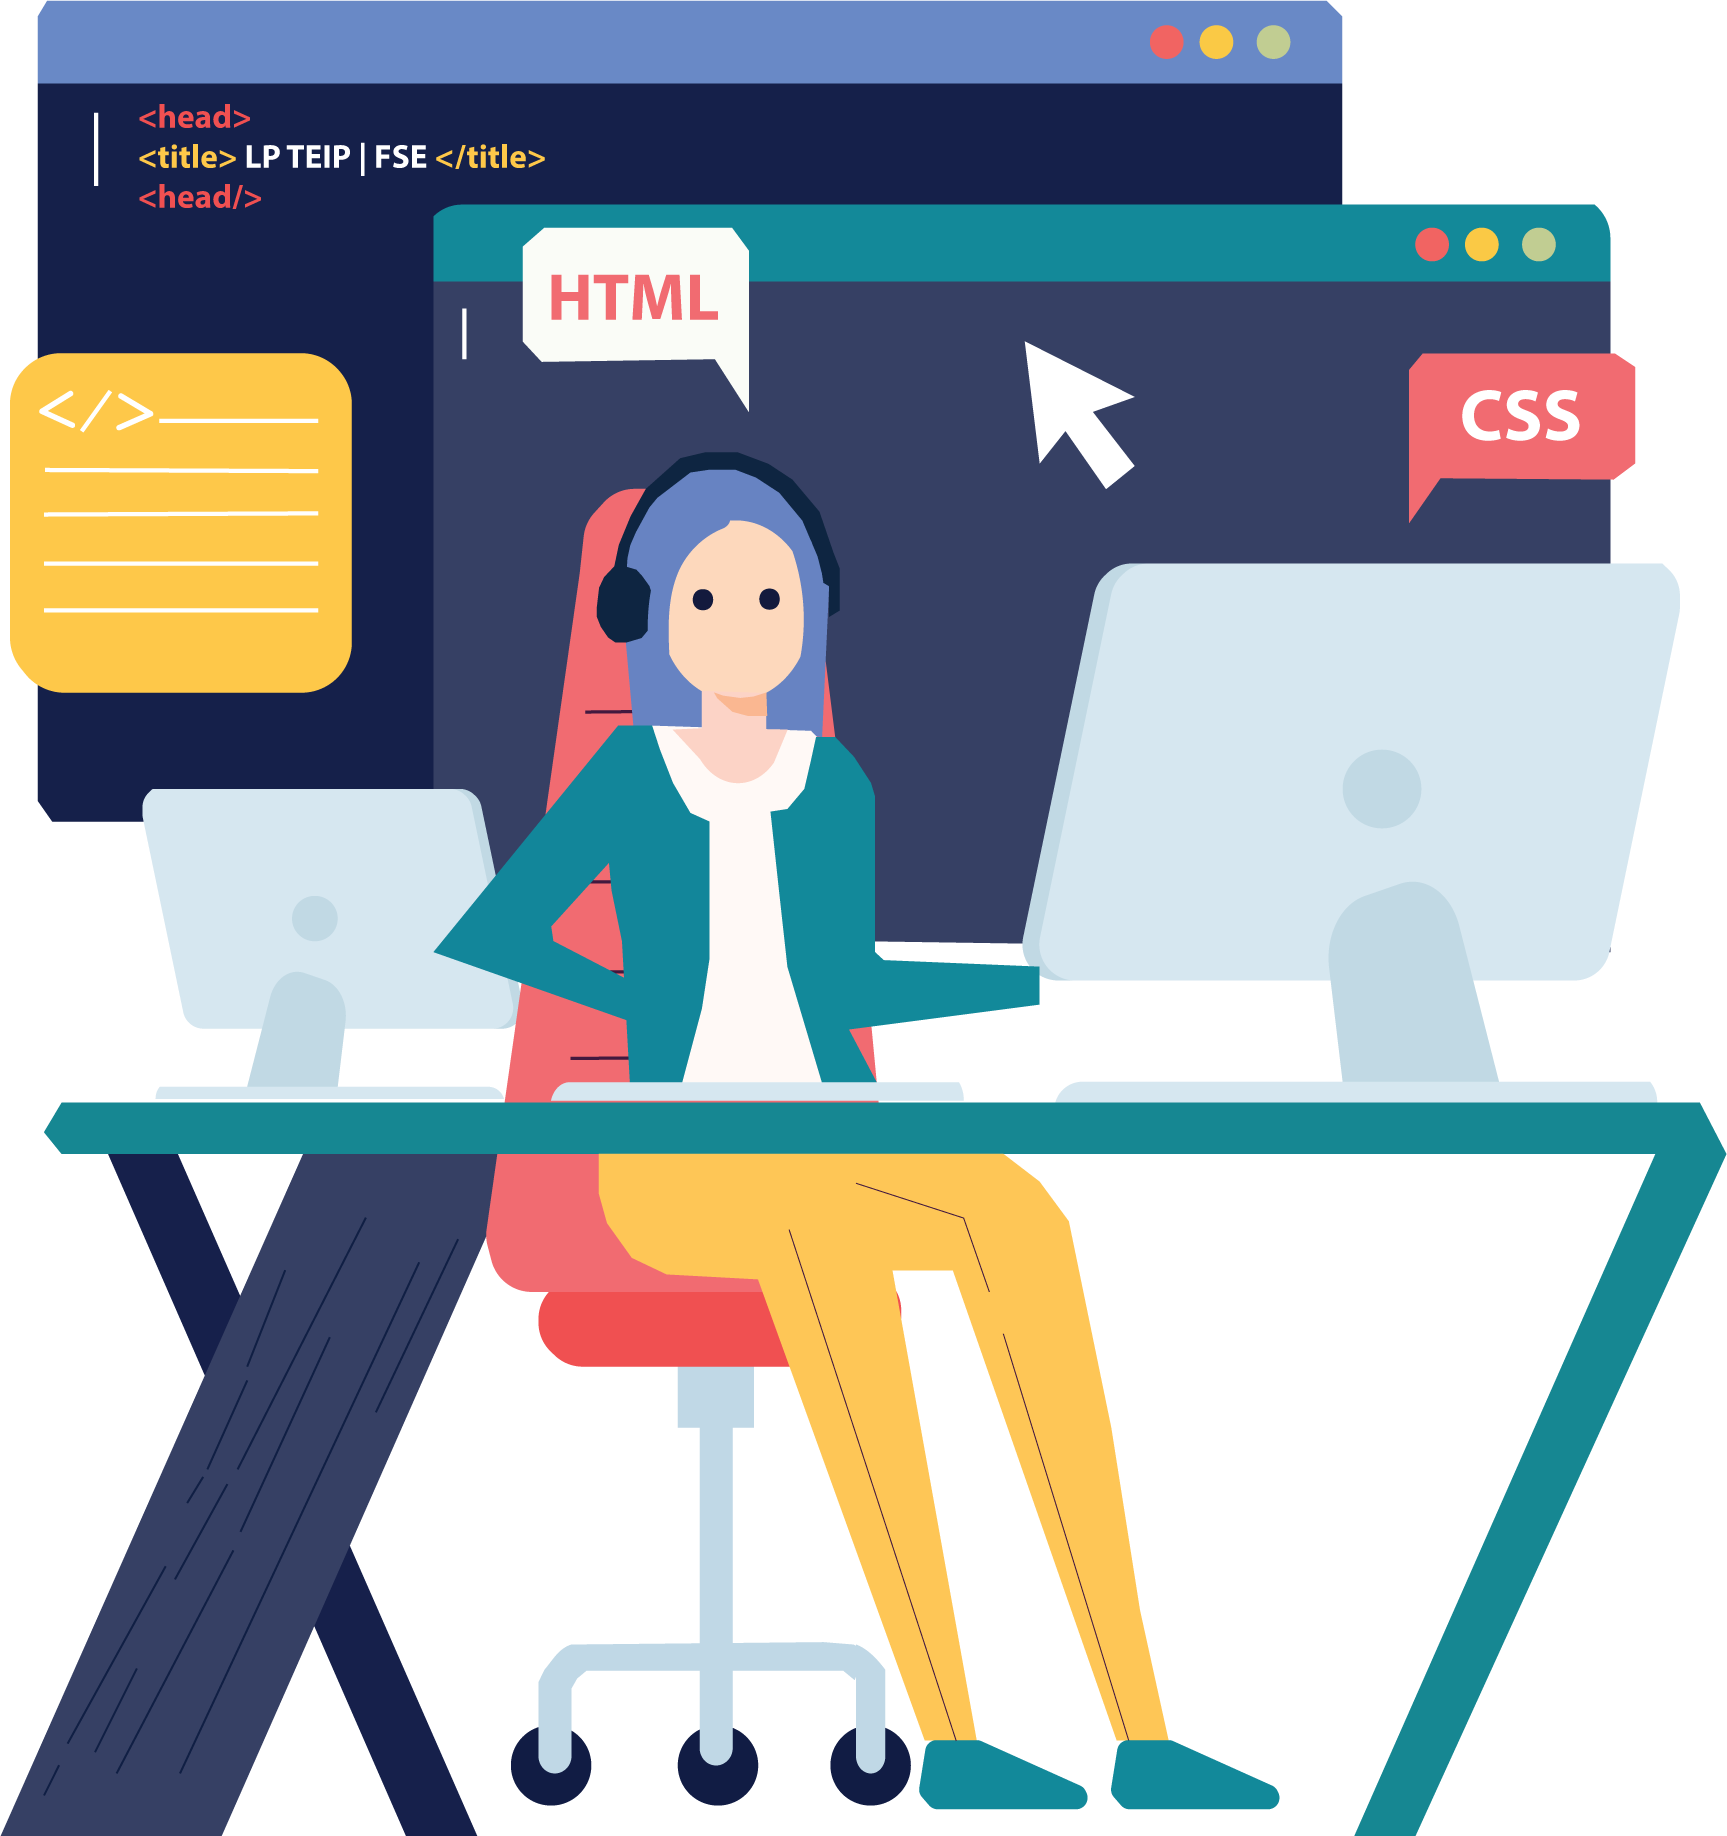 <head>
<title> LP TEIP | FSE </title>
<head/>
HTML
CSS
</>